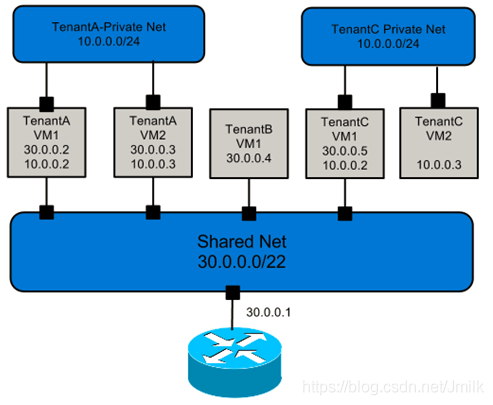 TenantA-Private Net
10.0.0.0/24
TenantC Private Net
10.0.0.0/24
TenantA
VM1
30.0.0.2
10.0.0.2
TenantA
VM2
30.0.0.3
10.0.0.3
TenantB
VM1
30.0.0.4
TenantC
VM1
30.0.0.5
10.0.0.2
TenantC
VM2
10.0.0.3
Shared Net
30.0.0.0/22
30.0.0.1
https://blog.csdn.net/Jmilk